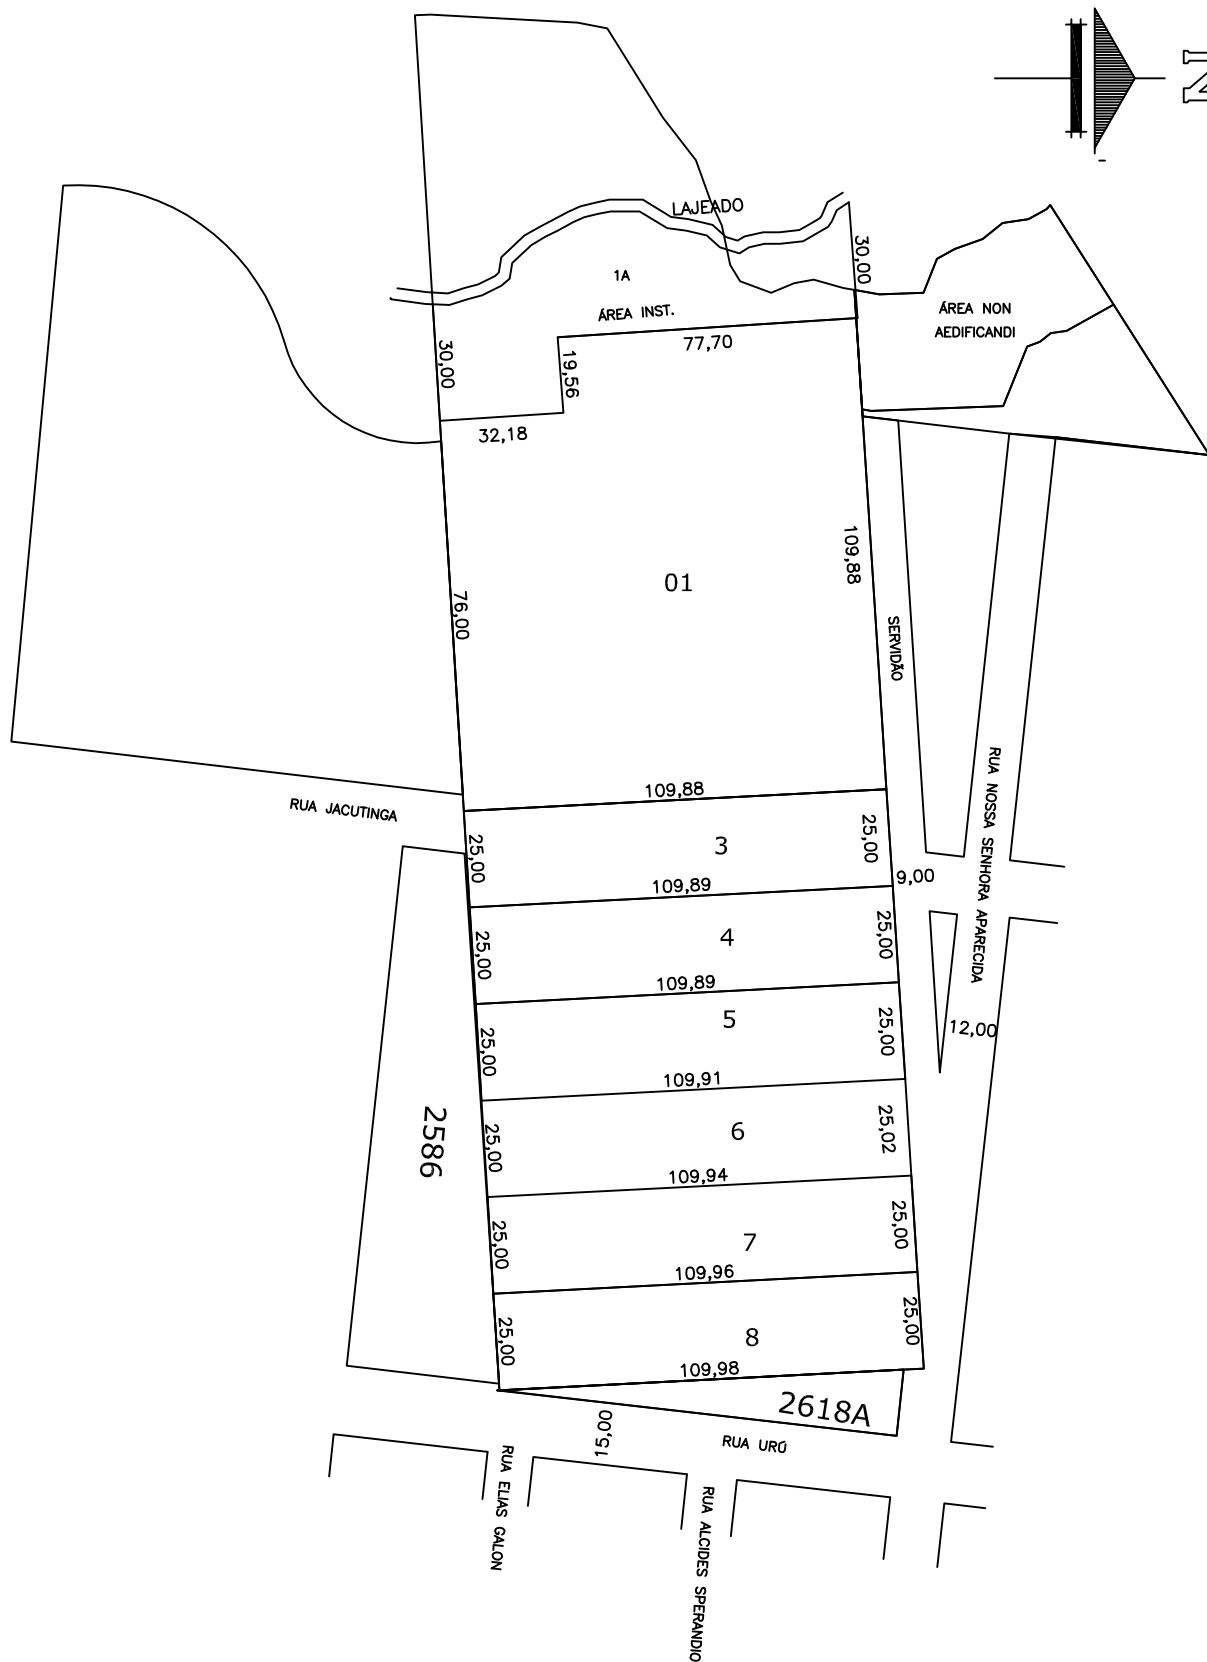 N
LAJEADO
30,00
1A
ÁREA INST.
ÁREA NON
AEDIFICANDI
77,70
30,00
19,56
32,18
109,88
01
76,00
SERVIDÃO
RUA NOSSA SENHORA APARECIDA
RUA JACUTINGA
109,88
25,00
3
25,00
109,89
9,00
25,00
4
25,00
109,89
25,00
5
25,00
12,00
109,91
2586
25,00
6
25,02
109,94
25,00
7
25,00
109,96
25,00
8
25,00
109,98
2618A
15,00
RUA URÚ
RUA ELIAS GALON
RUA ALCIDES SPERANDIO